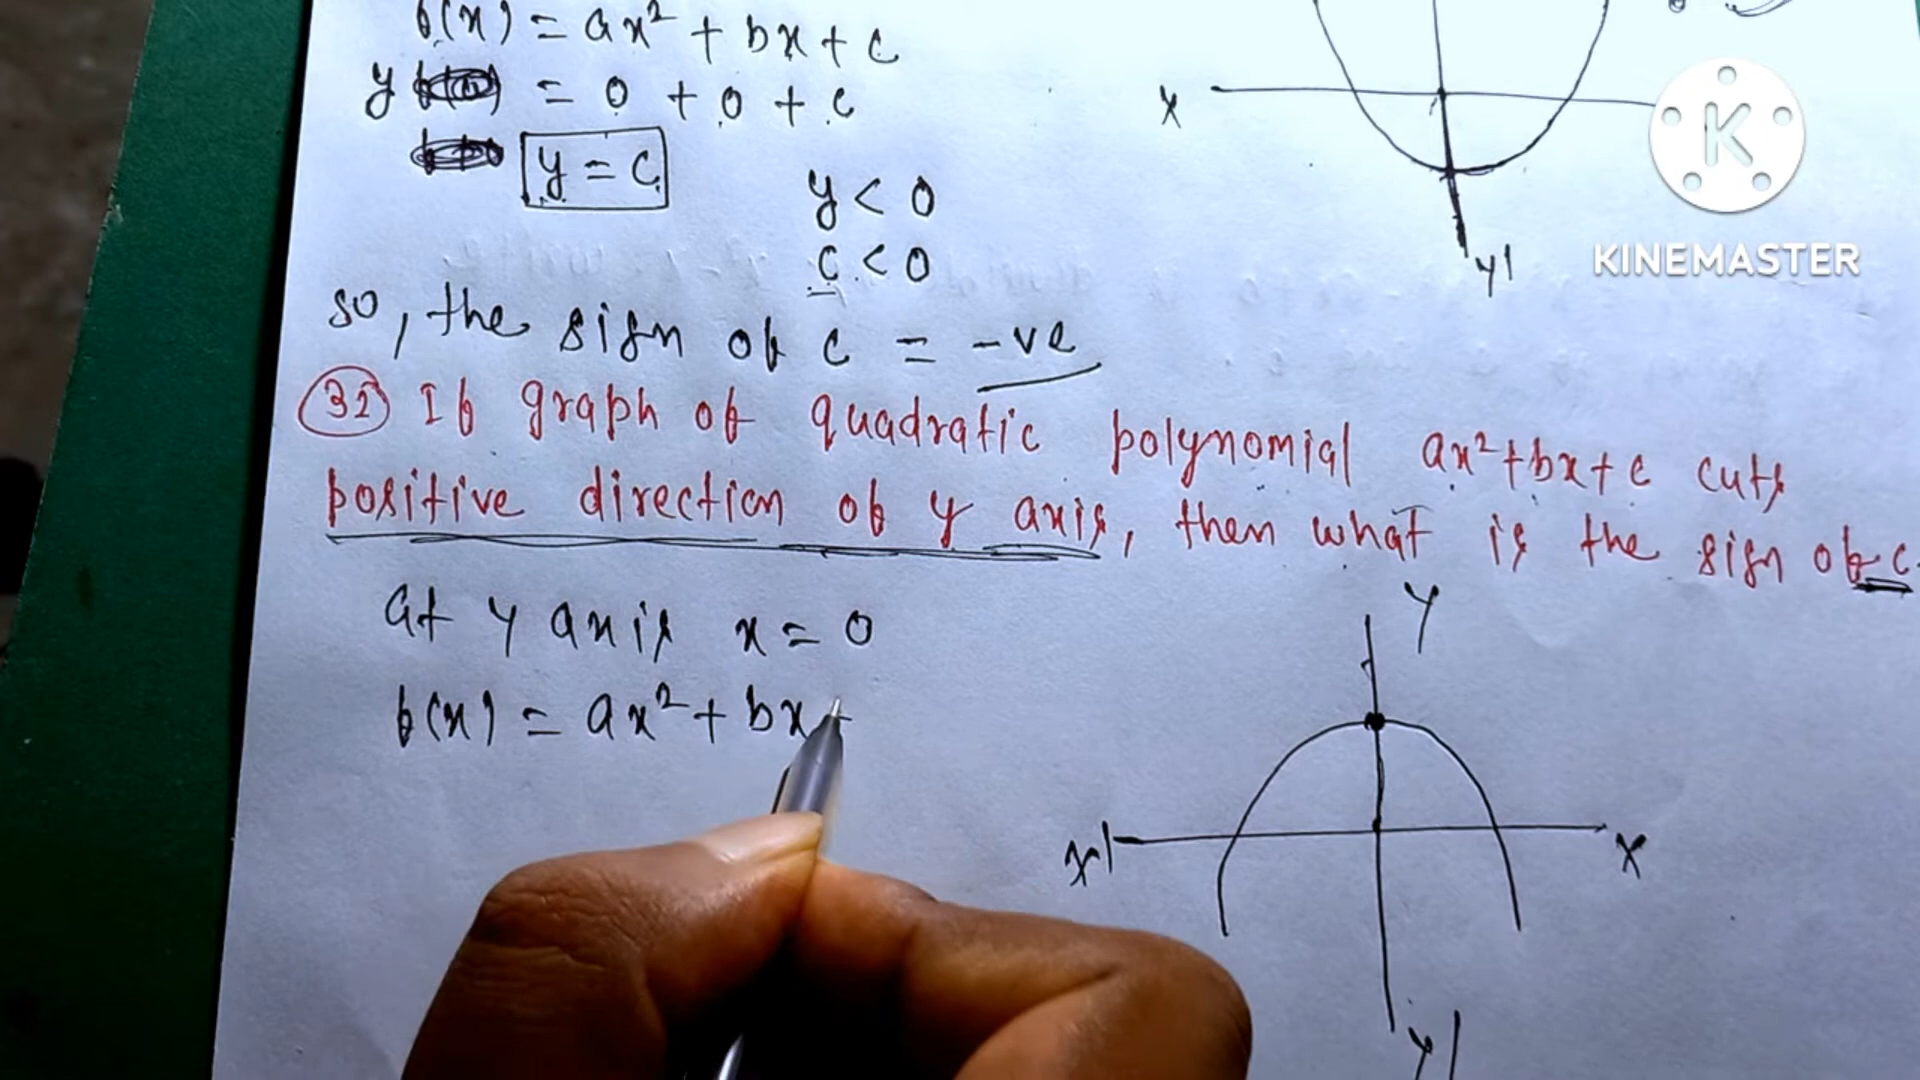 f(x) = ax² + bx + c
y = 0 + 0 + c
y = c
y < 0
c < 0
so, the sign of c = -ve
X
y'
KINEMASTER
If graph of quadratic polynomial ax²+bx+c cuts
positive direction of y axis, then what is the sign of c.
at y axis x = 0
f(x) = ax² + bx +
Y
X'
X
y'